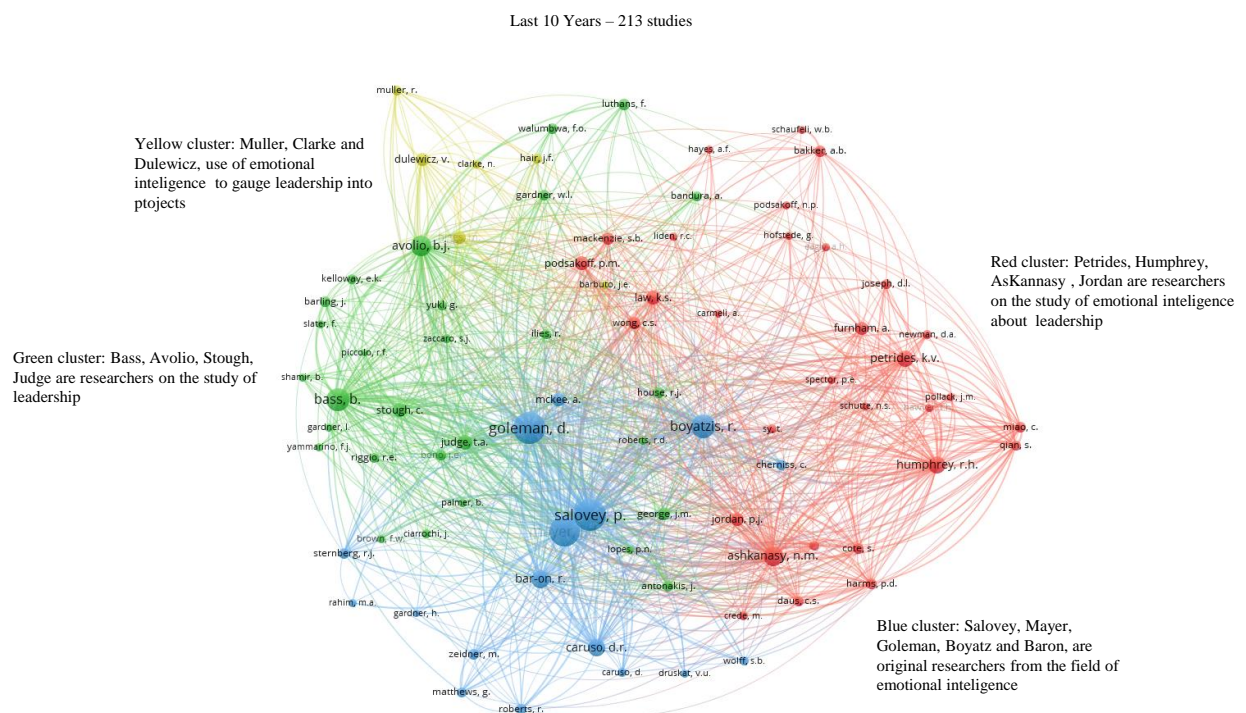 Last 10 Years – 213 studies
muller, r.
luthans, f.
walumbwa, f.o.
schaufeli, w.b.
Yellow cluster: Muller, Clarke and
Dulewicz, use of emotional
inteligence to gauge leadership into
ptojects
dulewicz, v.
clarke, n.
hair, j.f.
hayes, a.f.
bakker, a.b.
gardner, w.l.
bandura, a.
podsakoff, n.p.
avolio, b.j.
mackenzie, s.b.
liden, r.c.
hofstede, g.
podsakoff, p.m.
kelloway, e.k.
barbuto, j.e.
law, k.s.
joseph, d.l.
Red cluster: Petrides, Humphrey,
AsKannasy , Jordan are researchers
on the study of emotional inteligence
about leadership
barling, j.
yukl, g.
carmeli, a.
slater, f.
wong, c.s.
furnham, a.
newman, d.a.
zaccaro, s.j.
ilies, r.
piccolo, r.f.
petrides, k.v.
Green cluster: Bass, Avolio, Stough,
Judge are researchers on the study of
leadership
shamir, b.
spector, p.e.
bass, b.
mckee, a.
house, r.j.
stough, c.
schutte, n.s.
pollack, j.m.
gardner, j.
goleman, d.
boyatzis, r.
sy, t.
miao, c.
yammarino, f.j.
judge, t.a.
roberts, r.d.
qian, s.
riggio, r.e.
bono, j.e.
cherniss, c.
humphrey, r.h.
palmer, b.
salovey, p.
george, j.m.
jordan, p.j.
brown, f.w.
ciarrochi, j.
sternberg, r.j.
lopes, p.n.
ashkanasy, n.m.
cote, s.
bar-on, r.
antonakis, j.
harms, p.d.
rahim, m.a.
gardner, h.
daus, c.s.
crede, m.
Blue cluster: Salovey, Mayer,
Goleman, Boyatz and Baron, are
original researchers from the field of
emotional inteligence
zeidner, m.
caruso, d.r.
wolff, s.b.
caruso, d.
druskat, v.u.
matthews, g.
roberts, r.